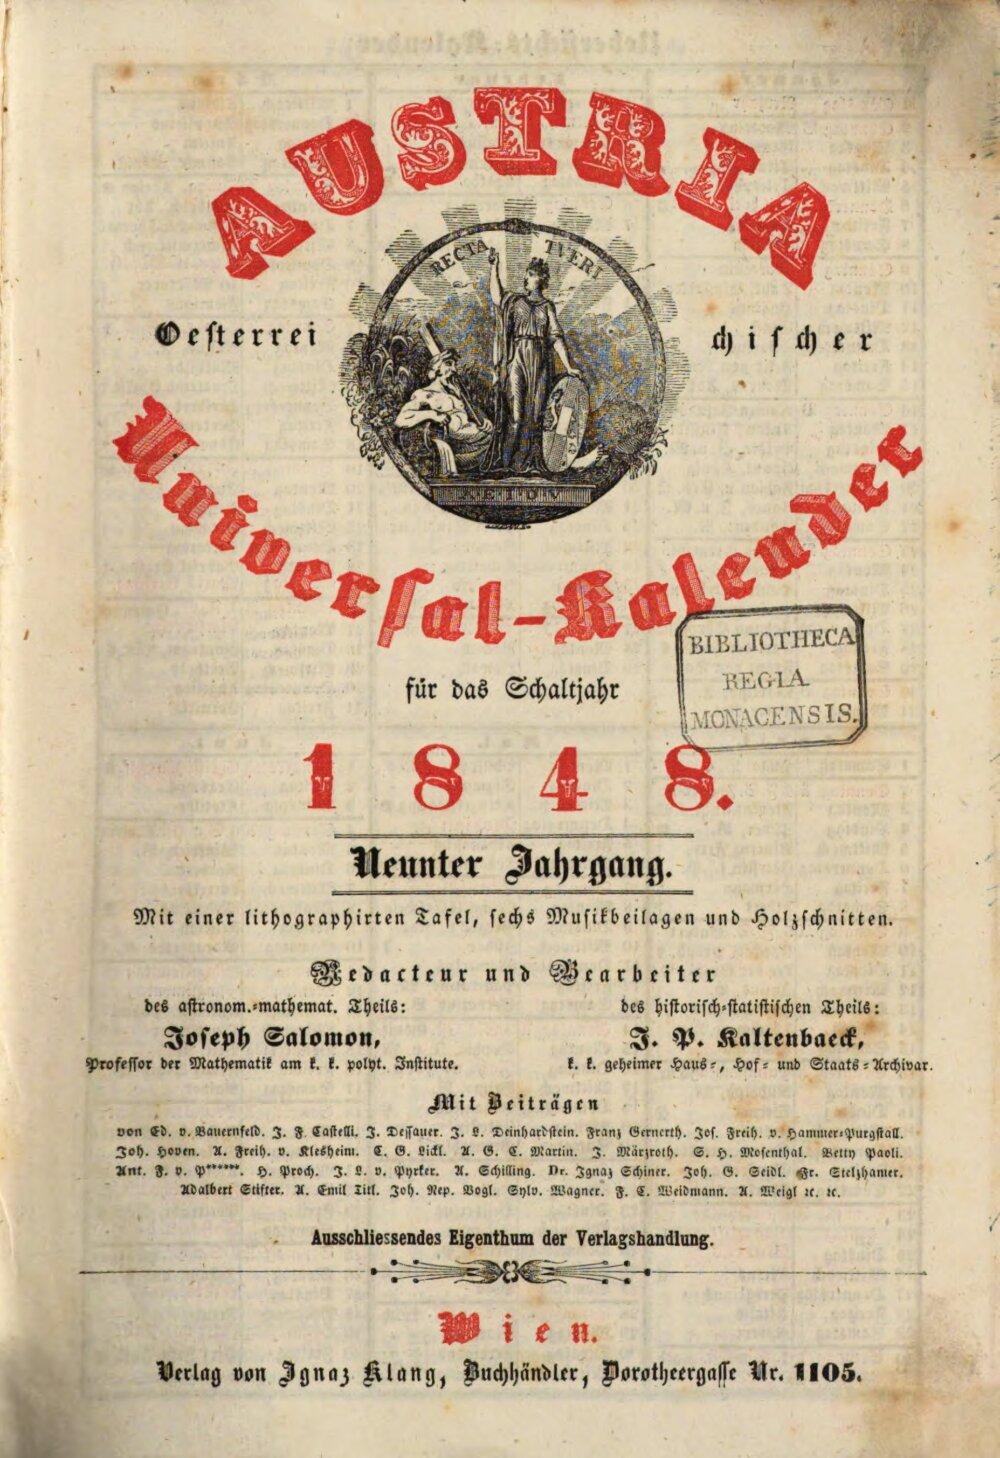 AUSTRIA
RECTA TVERI
Oesterrei chischer
A.E.I.O.V
Universal-Kalender
für das Schaltjahr
BIBLIOTHECA
REGIA
MONACENSIS.
1848.
Neunter Jahrgang.
Mit einer lithographirten Tafel, sechs Musikbeilagen und Holzschnitten.
Redacteur und Bearbeiter
des astronom.-mathemat. Theils: des historisch-statistischen Theils:
Joseph Salomon, J. P. Kaltenbaeck,
Professor der Mathematik am k. k. polyt. Institute. k. k. geheimer Haus-, Hof- und Staats-Archivar.
Mit Beiträgen
von Ed. v. Bauernfeld. J. F. Castelli. J. Dessauer. J. L. Deinhardstein. Franz Gernerth. Jos. Freih. v. Hammer-Purgstall.
Joh. Hoven. A. Freih. v. Klesheim. C. G. Lickl. A. G. C. Martin. J. Märzroth. S. H. Mosenthal. Betty Paoli.
Ant. F. v. P******. H. Proch. J. L. v. Pyrker. A. Schilling. Dr. Ignaz Schiner. Joh. G. Seidl. Fr. Stelzhamer.
Adalbert Stifter. A. Emil Titl. Joh. Nep. Vogl. Sylv. Wagner. F. C. Weidmann. A. Weigl ꝛc. ꝛc.
Ausschliessendes Eigenthum der Verlagshandlung.
Wien.
Verlag von Ignaz Klang, Buchhändler, Dorotheergasse Nr. 1105.